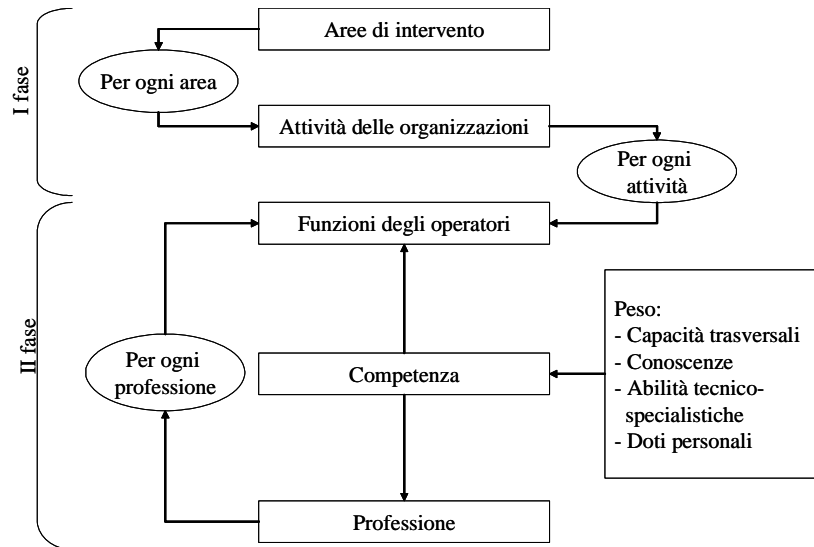 I fase
Aree di intervento
Per ogni area
Attività delle organizzazioni
Per ogni
attività
II fase
Funzioni degli operatori
Per ogni
professione
Competenza
Peso:
- Capacità trasversali
- Conoscenze
- Abilità tecnico-
specialistiche
- Doti personali
Professione